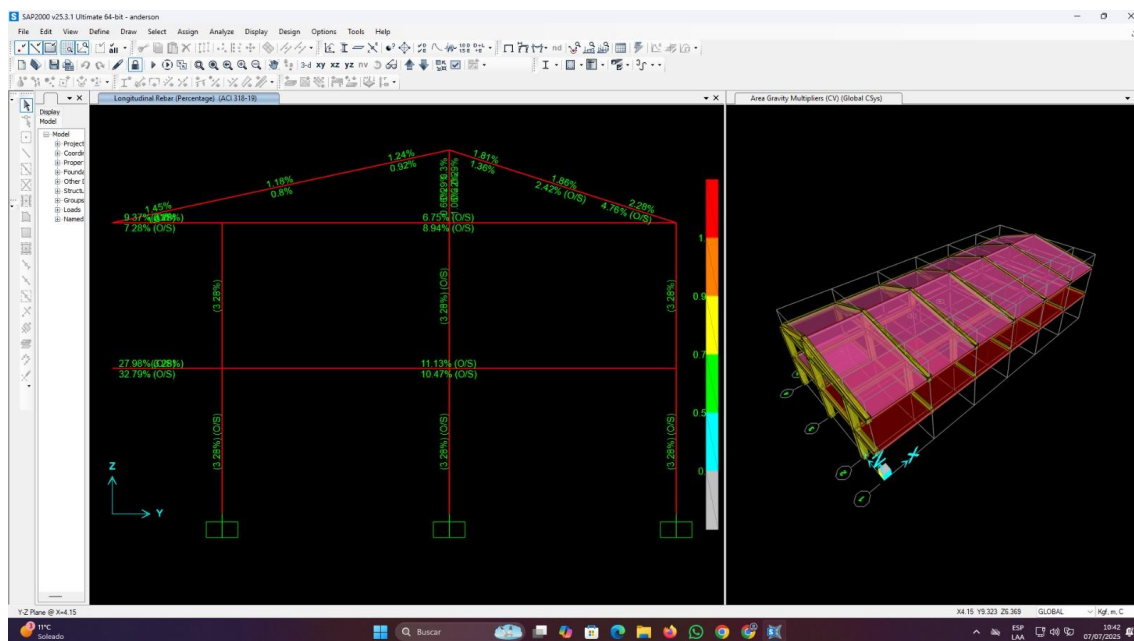 SAP2000 v25.3.1 Ultimate 64-bit - anderson
File Edit View Define Draw Select Assign Analyze Display Design Options Tools Help
3-d xy xz yz nv
Longitudinal Rebar (Percentage) (ACI 318-19)
Area Gravity Multipliers (CV) (Global CSys)
Display
Model
Model
Project
Coordi
Proper
Founda
Other D
Structu
Groups
Loads
Named
1.24%
0.92%
1.81%
1.36%
1.18%
0.8%
1.86%
2.42% (O/S)
1.45%
2.28%
4.76% (O/S)
9.37%
7.28% (O/S)
6.75% (O/S)
8.94% (O/S)
(3.28%)
(3.28%) (O/S)
(3.28%)
27.98%
32.79% (O/S)
11.13% (O/S)
10.47% (O/S)
(3.28%) (O/S)
(3.28%) (O/S)
(3.28%) (O/S)
1
0.9
0.7
0.5
0
Z
Y
X
Y-Z Plane @ X=4.15
X4.15 Y9.323 Z6.369
GLOBAL
Kgf, m, C
11°C
Soleado
Buscar
ESP
LAA
10:42
07/07/2025